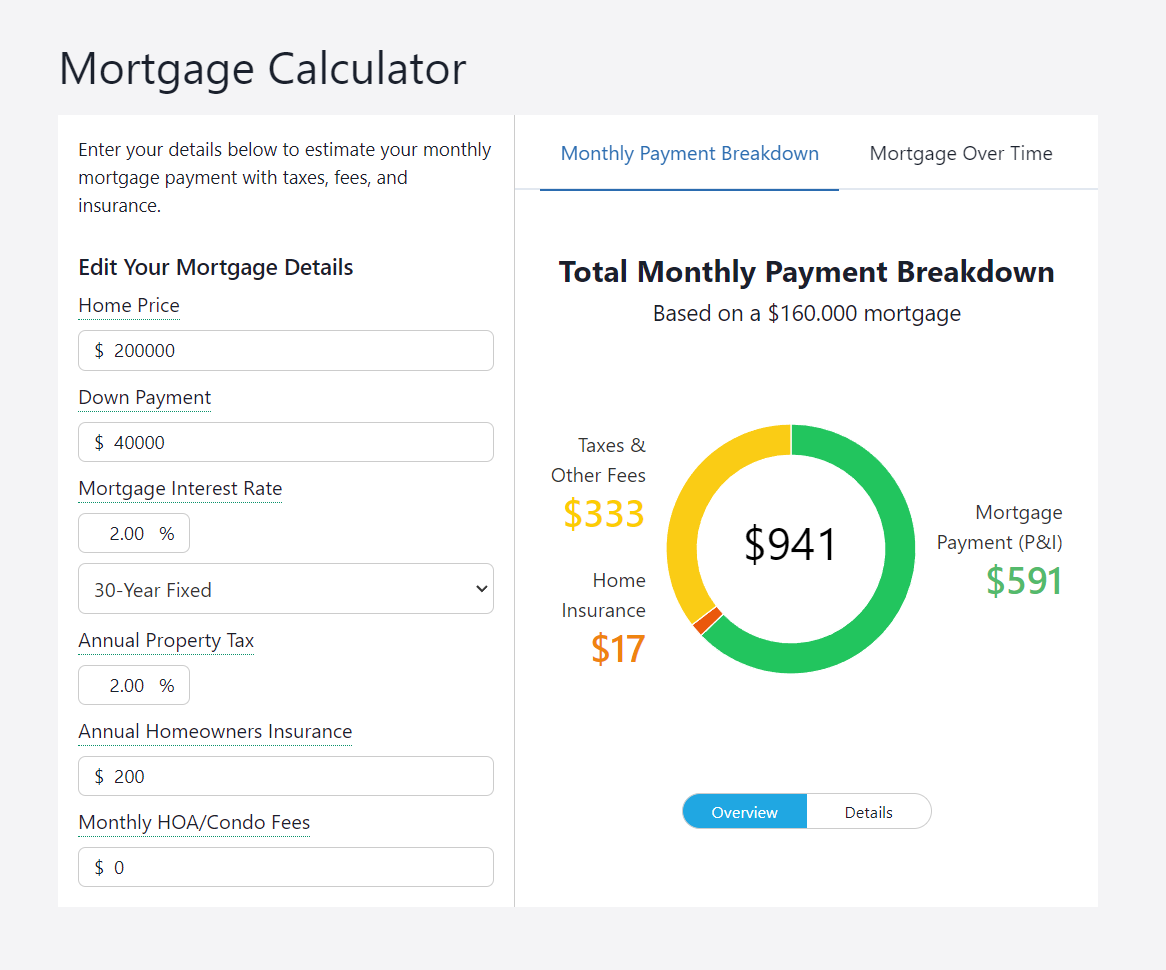 Mortgage Calculator
Enter your details below to estimate your monthly
mortgage payment with taxes, fees, and
insurance.
Edit Your Mortgage Details
Home Price
$ 200000
Down Payment
$ 40000
Mortgage Interest Rate
2.00 %
30-Year Fixed
Annual Property Tax
2.00 %
Annual Homeowners Insurance
$ 200
Monthly HOA/Condo Fees
$ 0
Monthly Payment Breakdown
Mortgage Over Time
Total Monthly Payment Breakdown
Based on a $160.000 mortgage
Taxes &
Other Fees
$333
Home
Insurance
$17
$941
Mortgage
Payment (P&I)
$591
Overview
Details